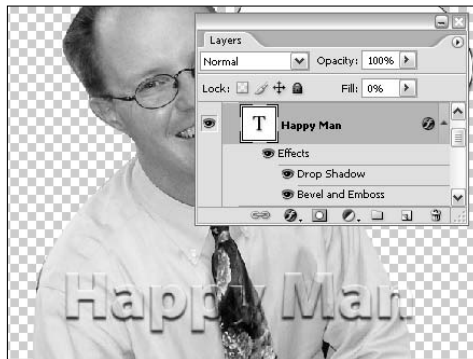 Layers
Normal Opacity: 100%
Lock: Fill: 0%
T Happy Man
Effects
Drop Shadow
Bevel and Emboss
Happy Man